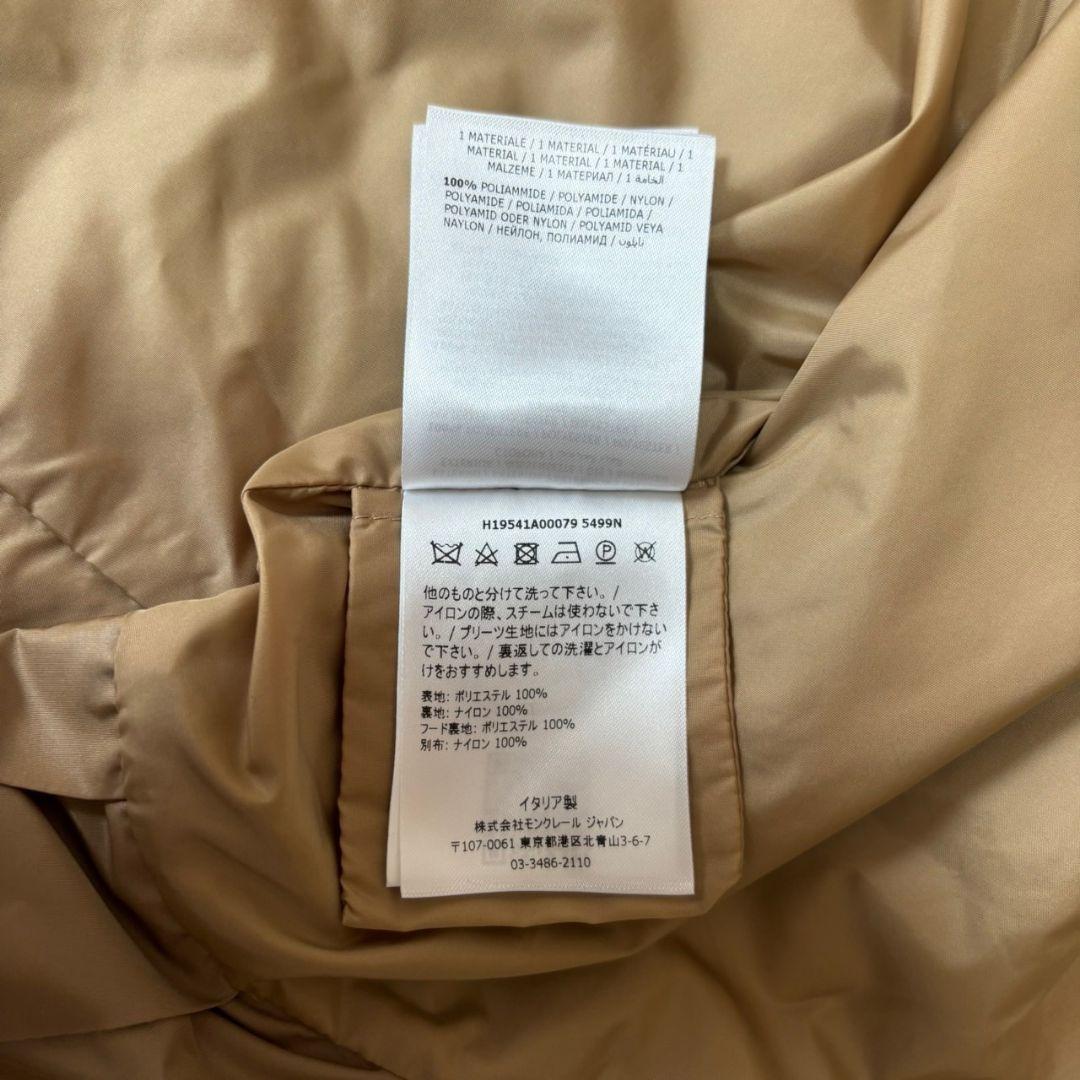 1 MATERIALE / 1 MATERIAL / 1 MATÉRIAU / 1
MATERIAL / 1 MATERIAL / 1 MATERIAL / 1
MALZEME / 1 МАТЕРИАЛ / 1 الخامة
100% POLIAMMIDE / POLYAMIDE / NYLON /
POLYAMIDE / POLIAMIDA / POLIAMIDA /
POLYAMID ODER NYLON / POLYAMID VEYA
NAYLON / НЕЙЛОН, ПОЛИАМИД / نايلون
H19541A00079 5499N
他のものと分けて洗って下さい。/
アイロンの際、スチームは使わないで下さ
い。/ プリーツ生地にはアイロンをかけない
で下さい。/ 裏返しての洗濯とアイロンが
けをおすすめします。
表地: ポリエステル 100%
裏地: ナイロン 100%
フード裏地: ポリエステル 100%
別布: ナイロン 100%
イタリア製
株式会社モンクレール ジャパン
〒107-0061 東京都港区北青山3-6-7
03-3486-2110